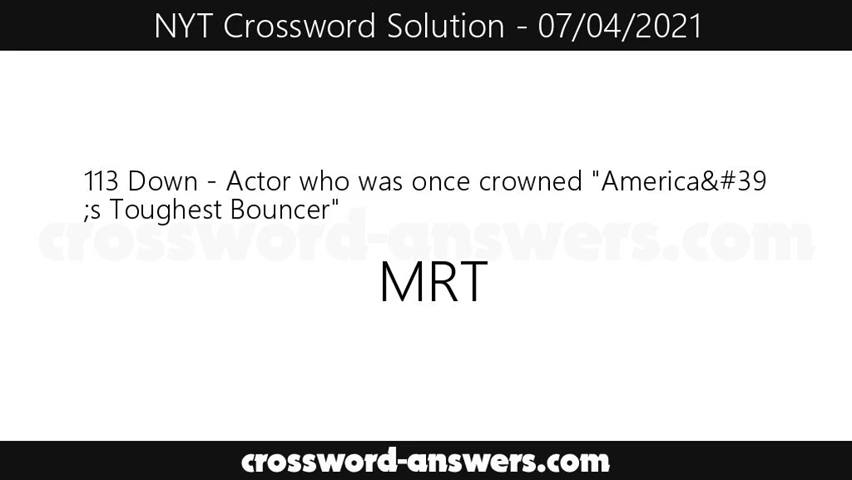 NYT Crossword Solution - 07/04/2021
113 Down - Actor who was once crowned "America&#39
;s Toughest Bouncer"
crossword-answers.com
MRT
crossword-answers.com